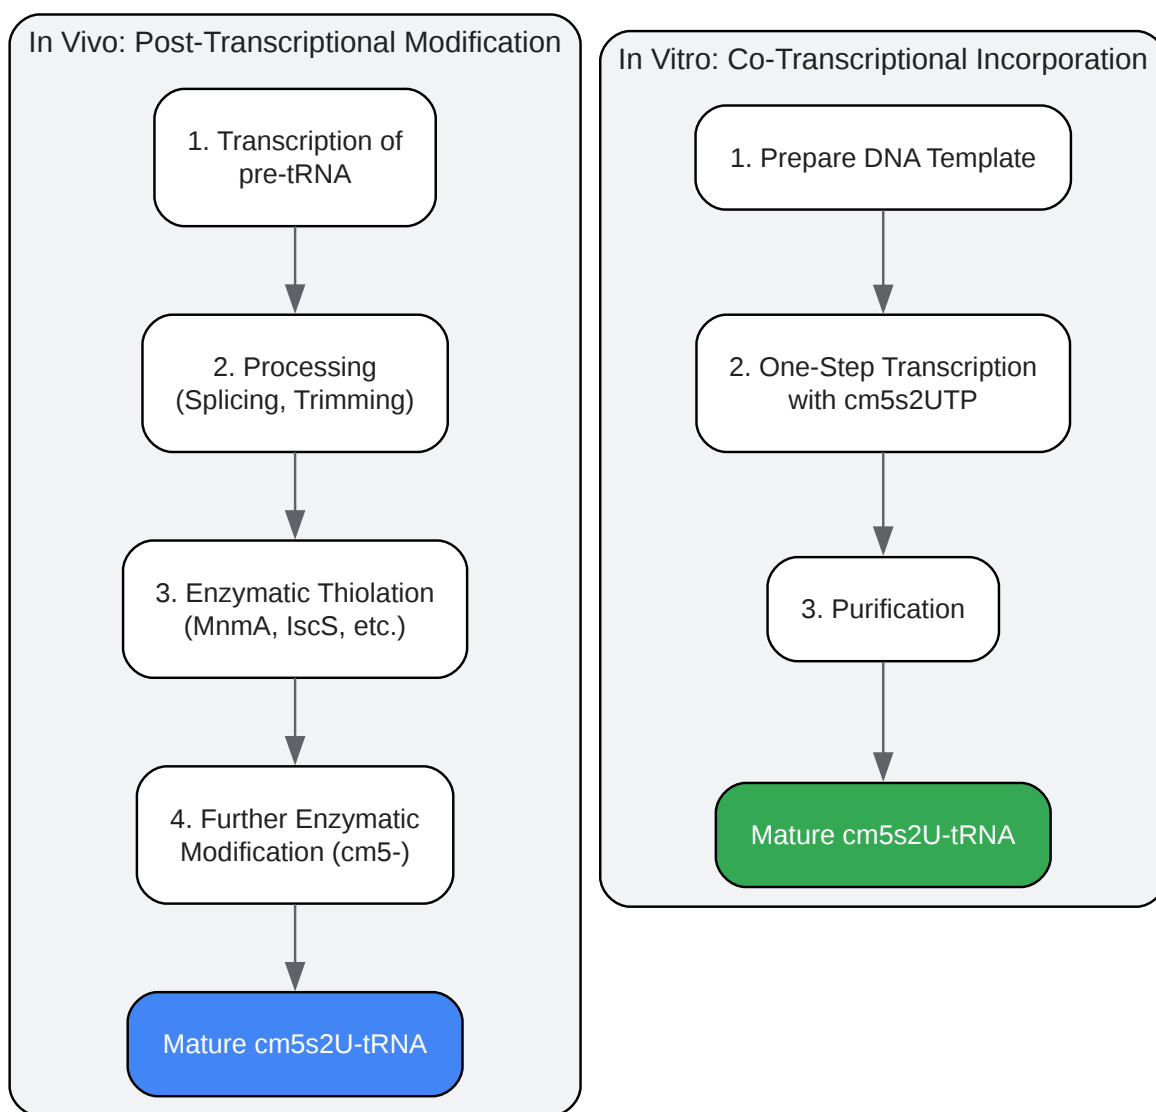 In Vivo: Post-Transcriptional Modification
1. Transcription of
pre-tRNA
2. Processing
(Splicing, Trimming)
3. Enzymatic Thiolation
(MnmA, IscS, etc.)
4. Further Enzymatic
Modification (cm5-)
Mature cm5s2U-tRNA
In Vitro: Co-Transcriptional Incorporation
1. Prepare DNA Template
2. One-Step Transcription
with cm5s2UTP
3. Purification
Mature cm5s2U-tRNA